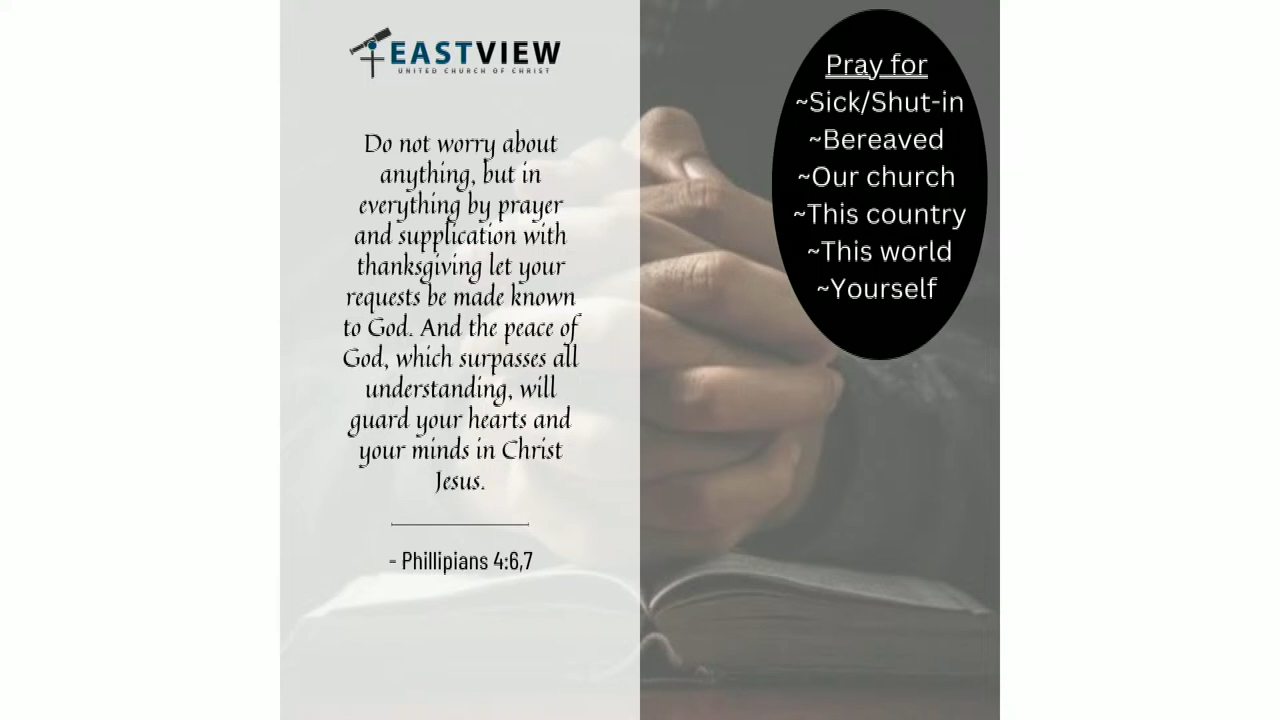 EASTVIEW
UNITED CHURCH OF CHRIST
Do not worry about
anything, but in
everything by prayer
and supplication with
thanksgiving let your
requests be made known
to God. And the peace of
God, which surpasses all
understanding, will
guard your hearts and
your minds in Christ
Jesus.
- Phillipians 4:6,7
Pray for
~Sick/Shut-in
~Bereaved
~Our church
~This country
~This world
~Yourself